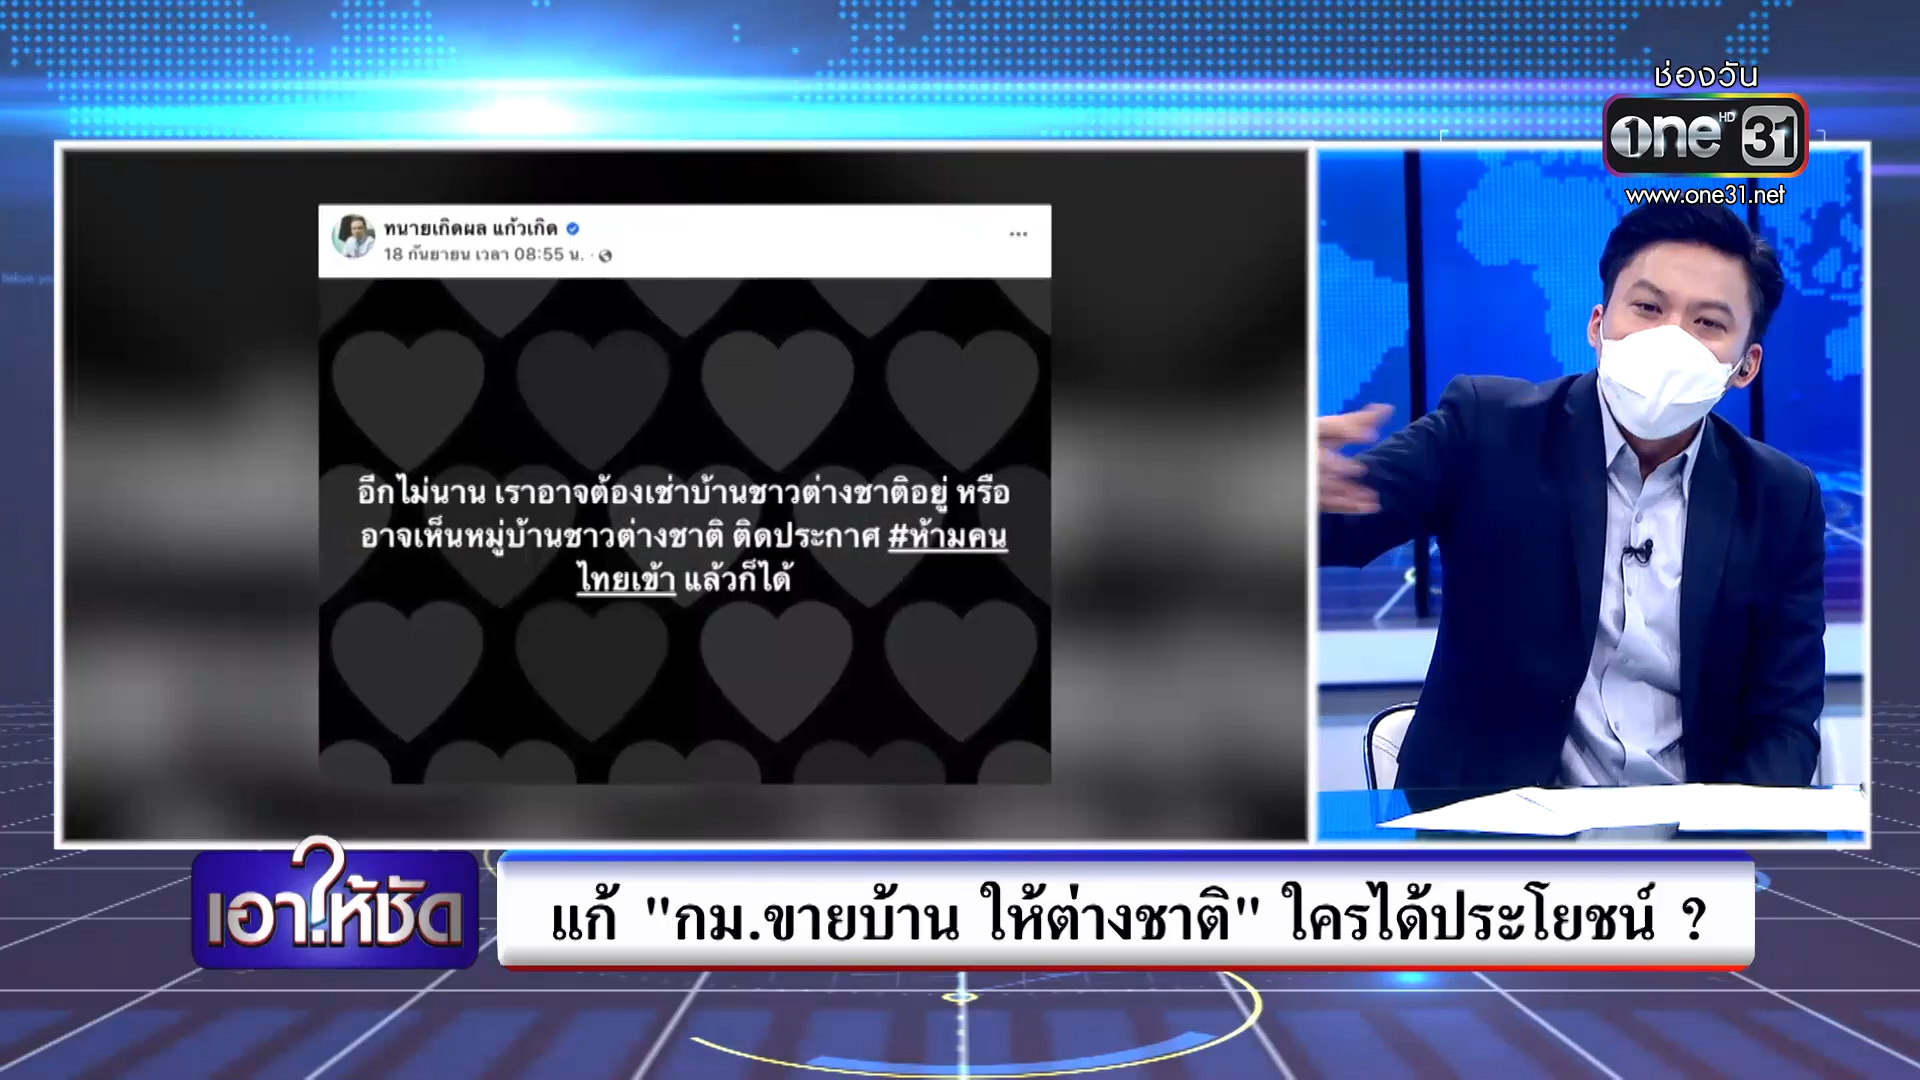 ช่องวัน
one HD 31
www.one31.net
ทนายเกิดผล แก้วเกิด
18 กันยายน เวลา 08:55 น. ·
อีกไม่นาน เราอาจต้องเช่าบ้านชาวต่างชาติอยู่ หรือ
อาจเห็นหมู่บ้านชาวต่างชาติ ติดประกาศ #ห้ามคน
ไทยเข้า แล้วก็ได้
เอาให้ชัด
แก้ "กม.ขายบ้าน ให้ต่างชาติ" ใครได้ประโยชน์ ?